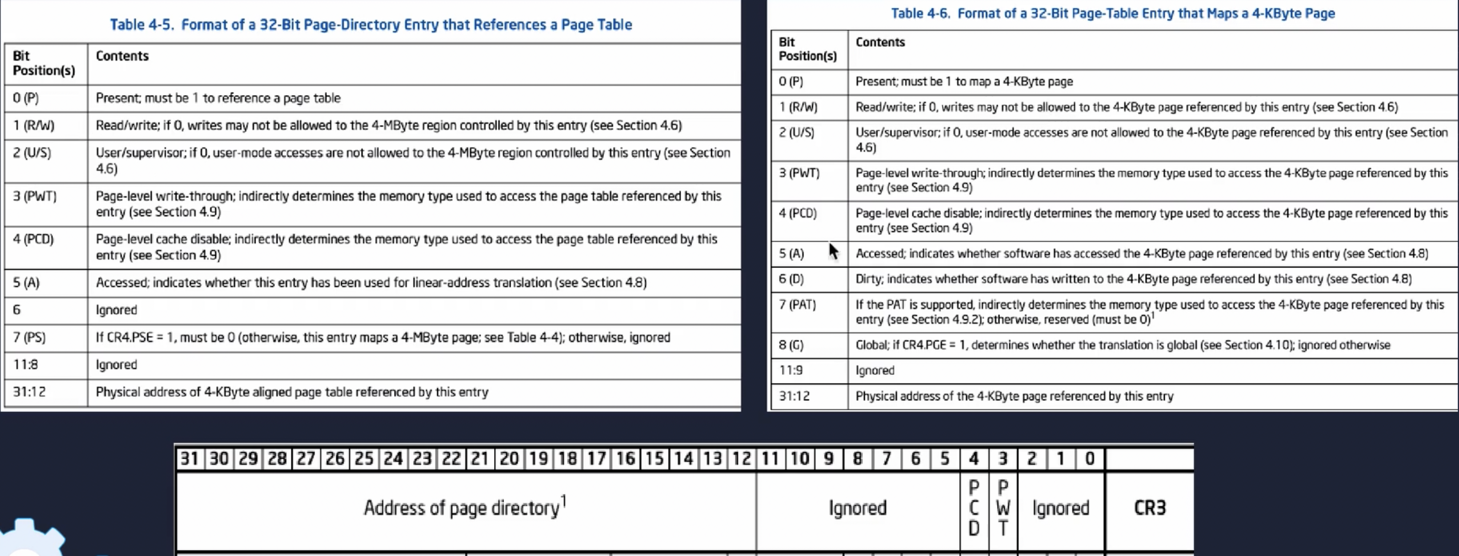 Table 4-5. Format of a 32-Bit Page-Directory Entry that References a Page Table
Bit Position(s) Contents
0 (P) Present; must be 1 to reference a page table
1 (R/W) Read/write; if 0, writes may not be allowed to the 4-MByte region controlled by this entry (see Section 4.6)
2 (U/S) User/supervisor; if 0, user-mode accesses are not allowed to the 4-MByte region controlled by this entry (see Section
4.6)
3 (PWT) Page-level write-through; indirectly determines the memory type used to access the page table referenced by this
entry (see Section 4.9)
4 (PCD) Page-level cache disable; indirectly determines the memory type used to access the page table referenced by this
entry (see Section 4.9)
5 (A) Accessed; indicates whether this entry has been used for linear-address translation (see Section 4.8)
6 Ignored
7 (PS) If CR4.PSE = 1, must be 0 (otherwise, this entry maps a 4-MByte page; see Table 4-4); otherwise, ignored
11:8 Ignored
31:12 Physical address of 4-KByte aligned page table referenced by this entry
Table 4-6. Format of a 32-Bit Page-Table Entry that Maps a 4-KByte Page
Bit Position(s) Contents
0 (P) Present; must be 1 to map a 4-KByte page
1 (R/W) Read/write; if 0, writes may not be allowed to the 4-KByte page referenced by this entry (see Section 4.6)
2 (U/S) User/supervisor; if 0, user-mode accesses are not allowed to the 4-KByte page referenced by this entry (see Section
4.6)
3 (PWT) Page-level write-through; indirectly determines the memory type used to access the 4-KByte page referenced by this
entry (see Section 4.9)
4 (PCD) Page-level cache disable; indirectly determines the memory type used to access the 4-KByte page referenced by this
entry (see Section 4.9)
5 (A) Accessed; indicates whether software has accessed the 4-KByte page referenced by this entry (see Section 4.8)
6 (D) Dirty; indicates whether software has written to the 4-KByte page referenced by this entry (see Section 4.8)
7 (PAT) If the PAT is supported, indirectly determines the memory type used to access the 4-KByte page referenced by this
entry (see Section 4.9.2); otherwise, reserved (must be 0)1
8 (G) Global; if CR4.PGE = 1, determines whether the translation is global (see Section 4.10); ignored otherwise
11:9 Ignored
31:12 Physical address of the 4-KByte page referenced by this entry
31 30 29 28 27 26 25 24 23 22 21 20 19 18 17 16 15 14 13 12 11 10 9 8 7 6 5 4 3 2 1 0
Address of page directory1 Ignored PCD PWT Ignored CR3